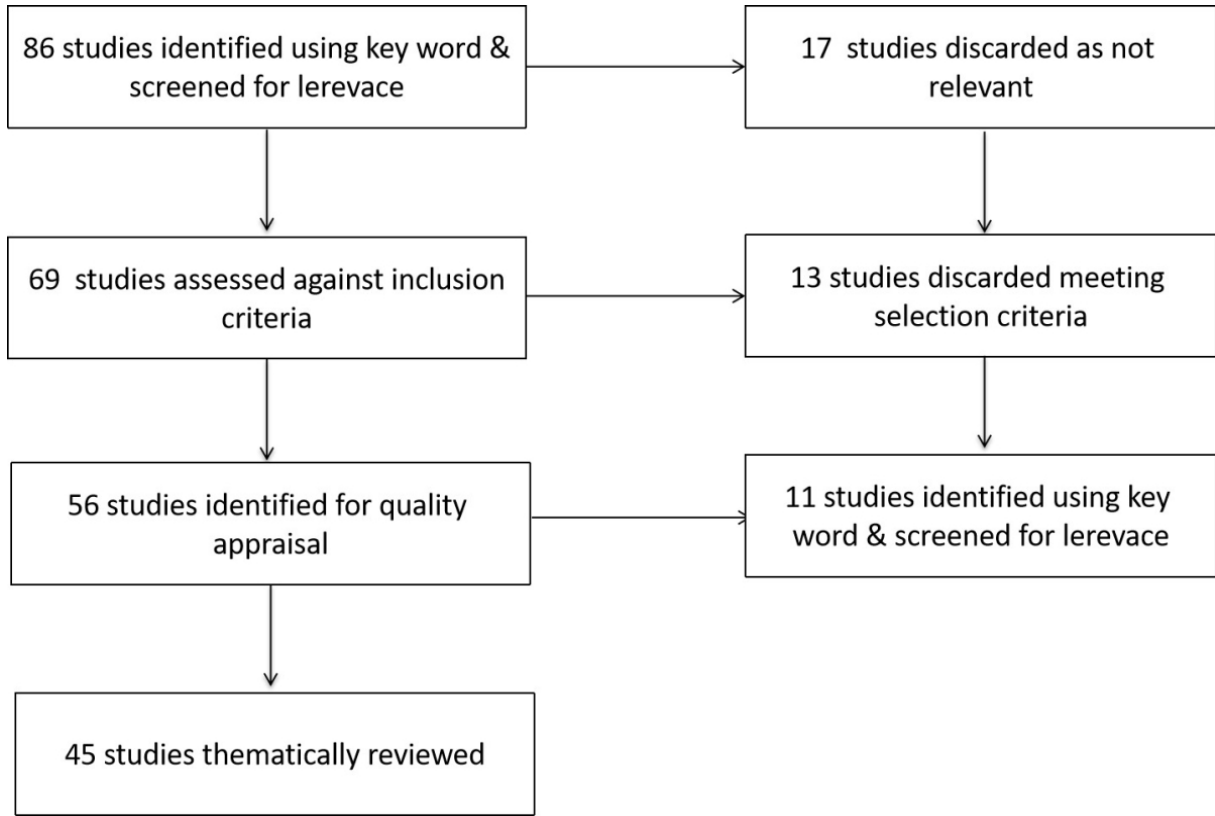 86 studies identified using key word &
screened for lerevace
17 studies discarded as not
relevant
69 studies assessed against inclusion
criteria
13 studies discarded meeting
selection criteria
56 studies identified for quality
appraisal
11 studies identified using key
word & screened for lerevace
45 studies thematically reviewed